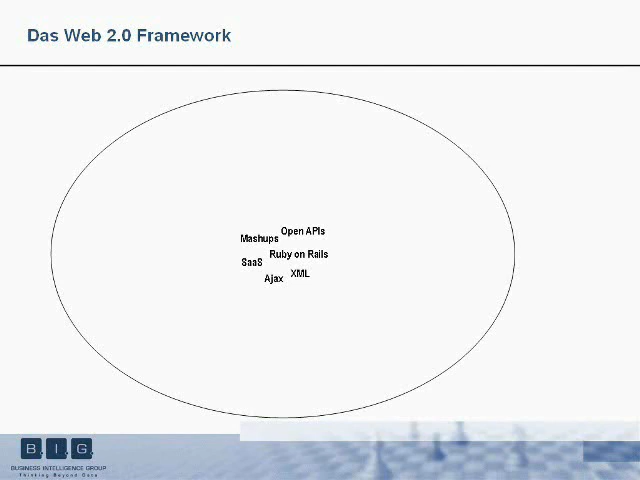 Das Web 2.0 Framework
Open APIs
Mashups
Ruby on Rails
SaaS
XML
Ajax
B.I.G.
BUSINESS INTELLIGENCE GROUP
Thinking Beyond Data